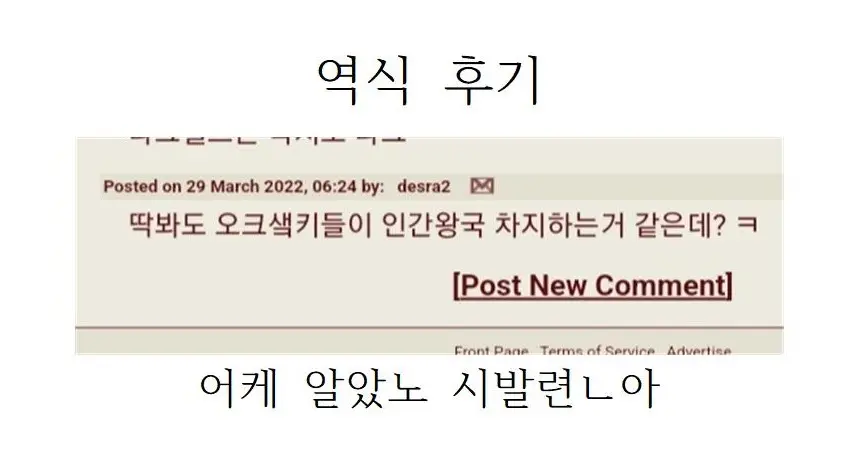 역식 후기
Posted on 29 March 2022, 06:24 by: desra2
딱봐도 오크색키들이 인간왕국 차지하는거 같은데? ㅋ
[Post New Comment]
Front Page Terms of Service Advertise
어케 알았노 시발련ㄴ아